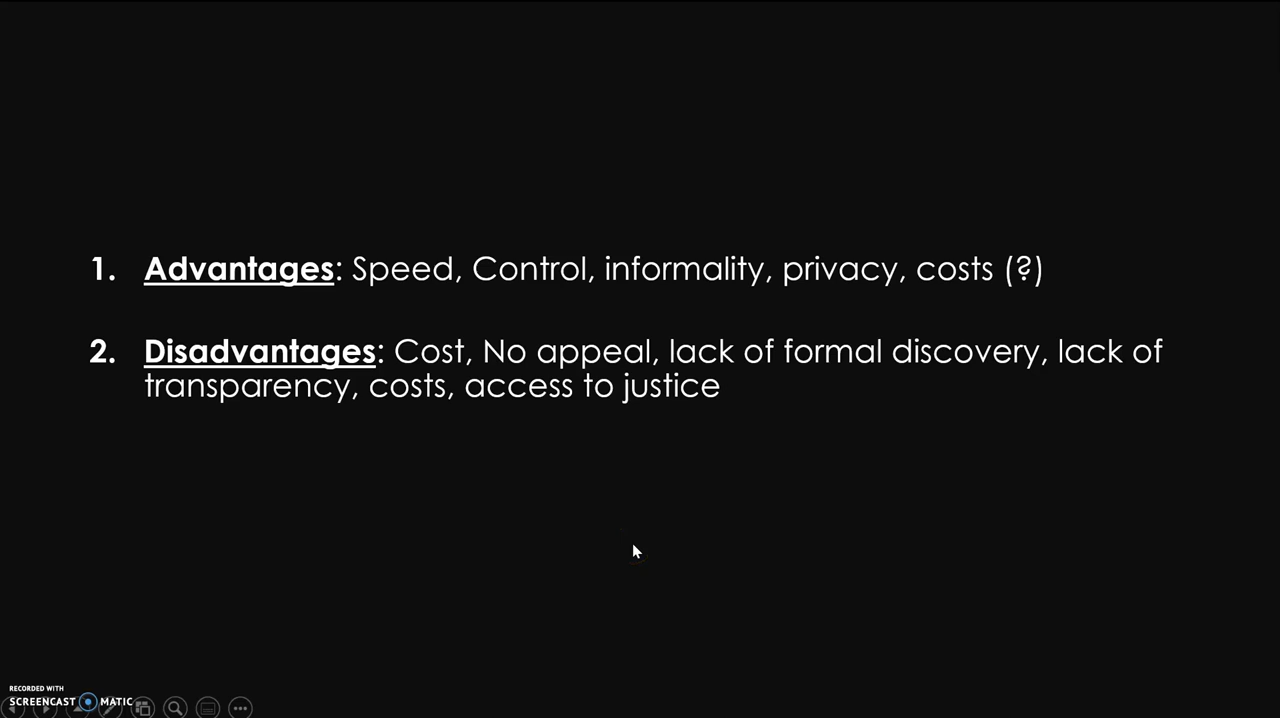 1. Advantages: Speed, Control, informality, privacy, costs (?)
2. Disadvantages: Cost, No appeal, lack of formal discovery, lack of
transparency, costs, access to justice
RECORDED WITH
SCREENCAST MATIC